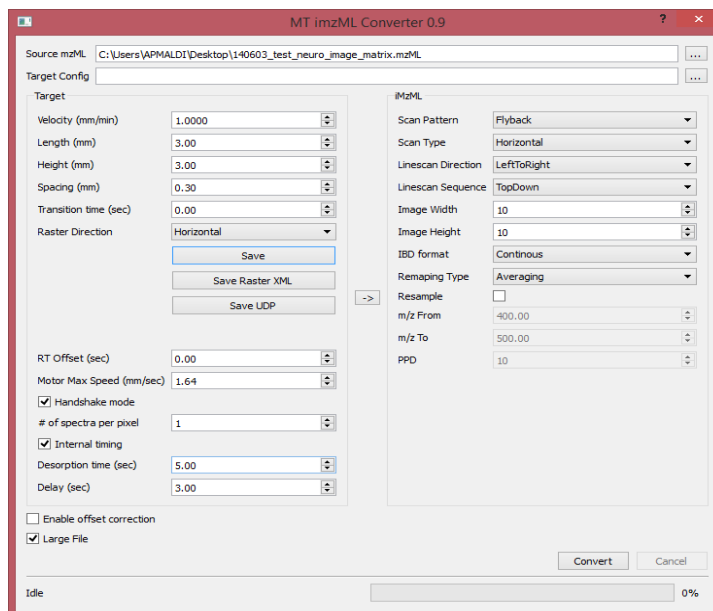 MT imzML Converter 0.9
?
×
Source mzML C:\Users\APMALDI\Desktop\140603_test_neuro_image_matrix.mzML ...
Target Config ...
Target
Velocity (mm/min) 1.0000
Length (mm) 3.00
Height (mm) 3.00
Spacing (mm) 0.30
Transition time (sec) 0.00
Raster Direction Horizontal
Save
Save Raster XML
Save UDP
RT Offset (sec) 0.00
Motor Max Speed (mm/sec) 1.64
Handshake mode
# of spectra per pixel 1
Internal timing
Desorption time (sec) 5.00
Delay (sec) 3.00
->
iMzML
Scan Pattern Flyback
Scan Type Horizontal
Linescan Direction LeftToRight
Linescan Sequence TopDown
Image Width 10
Image Height 10
IBD format Continous
Remaping Type Averaging
Resample
m/z From 400.00
m/z To 500.00
PPD 10
Enable offset correction
Large File
Convert Cancel
Idle 0%